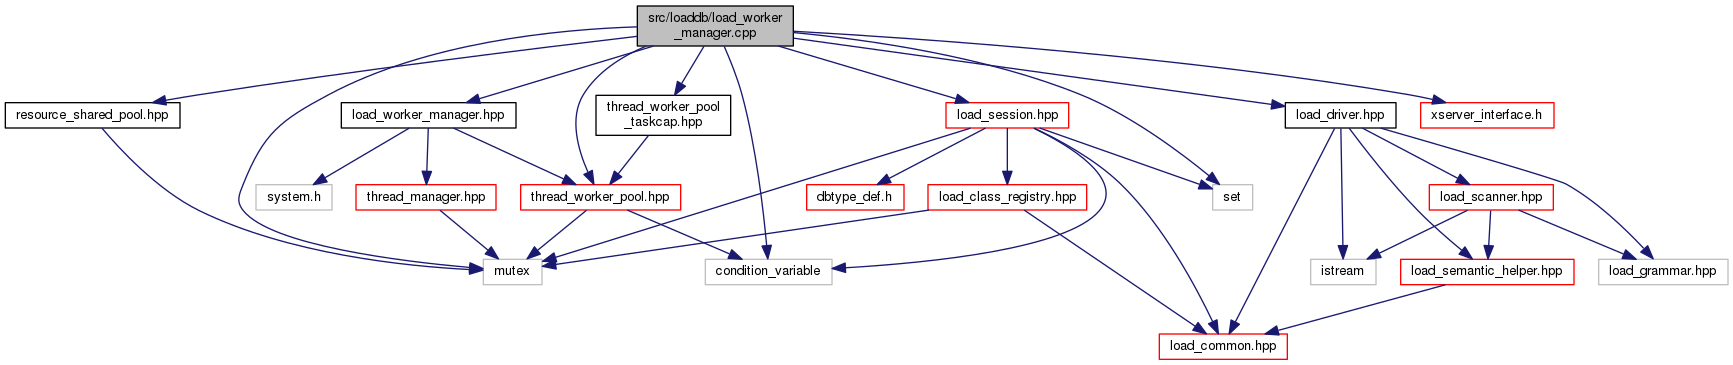 src/loaddb/load_worker
_manager.cpp
resource_shared_pool.hpp
load_worker_manager.hpp
thread_worker_pool
_taskcap.hpp
load_session.hpp
load_driver.hpp
xserver_interface.h
system.h
thread_manager.hpp
thread_worker_pool.hpp
dbtype_def.h
load_class_registry.hpp
set
load_scanner.hpp
mutex
condition_variable
istream
load_semantic_helper.hpp
load_grammar.hpp
load_common.hpp